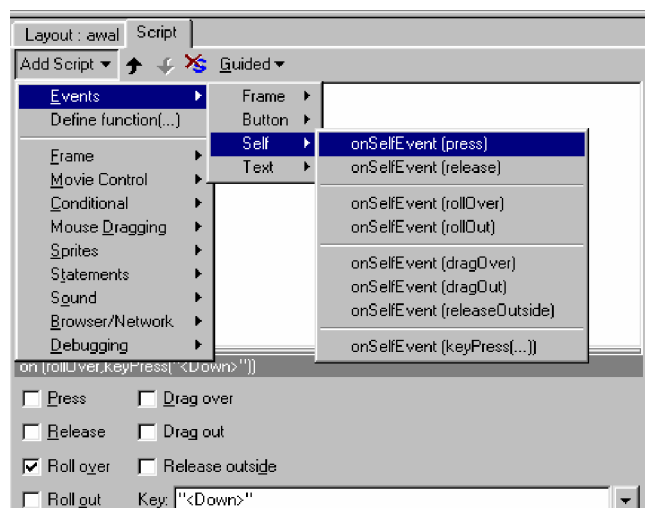 Layout : awal Script
Add Script Guided
Events Frame
Define function(...) Button
Self onSelfEvent (press)
Frame Text onSelfEvent (release)
Movie Control
Conditional onSelfEvent (rollOver)
Mouse Dragging onSelfEvent (rollOut)
Sprites
Statements onSelfEvent (dragOver)
Sound onSelfEvent (dragOut)
Browser/Network onSelfEvent (releaseOutside)
Debugging onSelfEvent (keyPress(...))
on (rollOver,keyPress("<Down>"))
Press Drag over
Release Drag out
Roll over Release outside
Roll out Key: "<Down>"